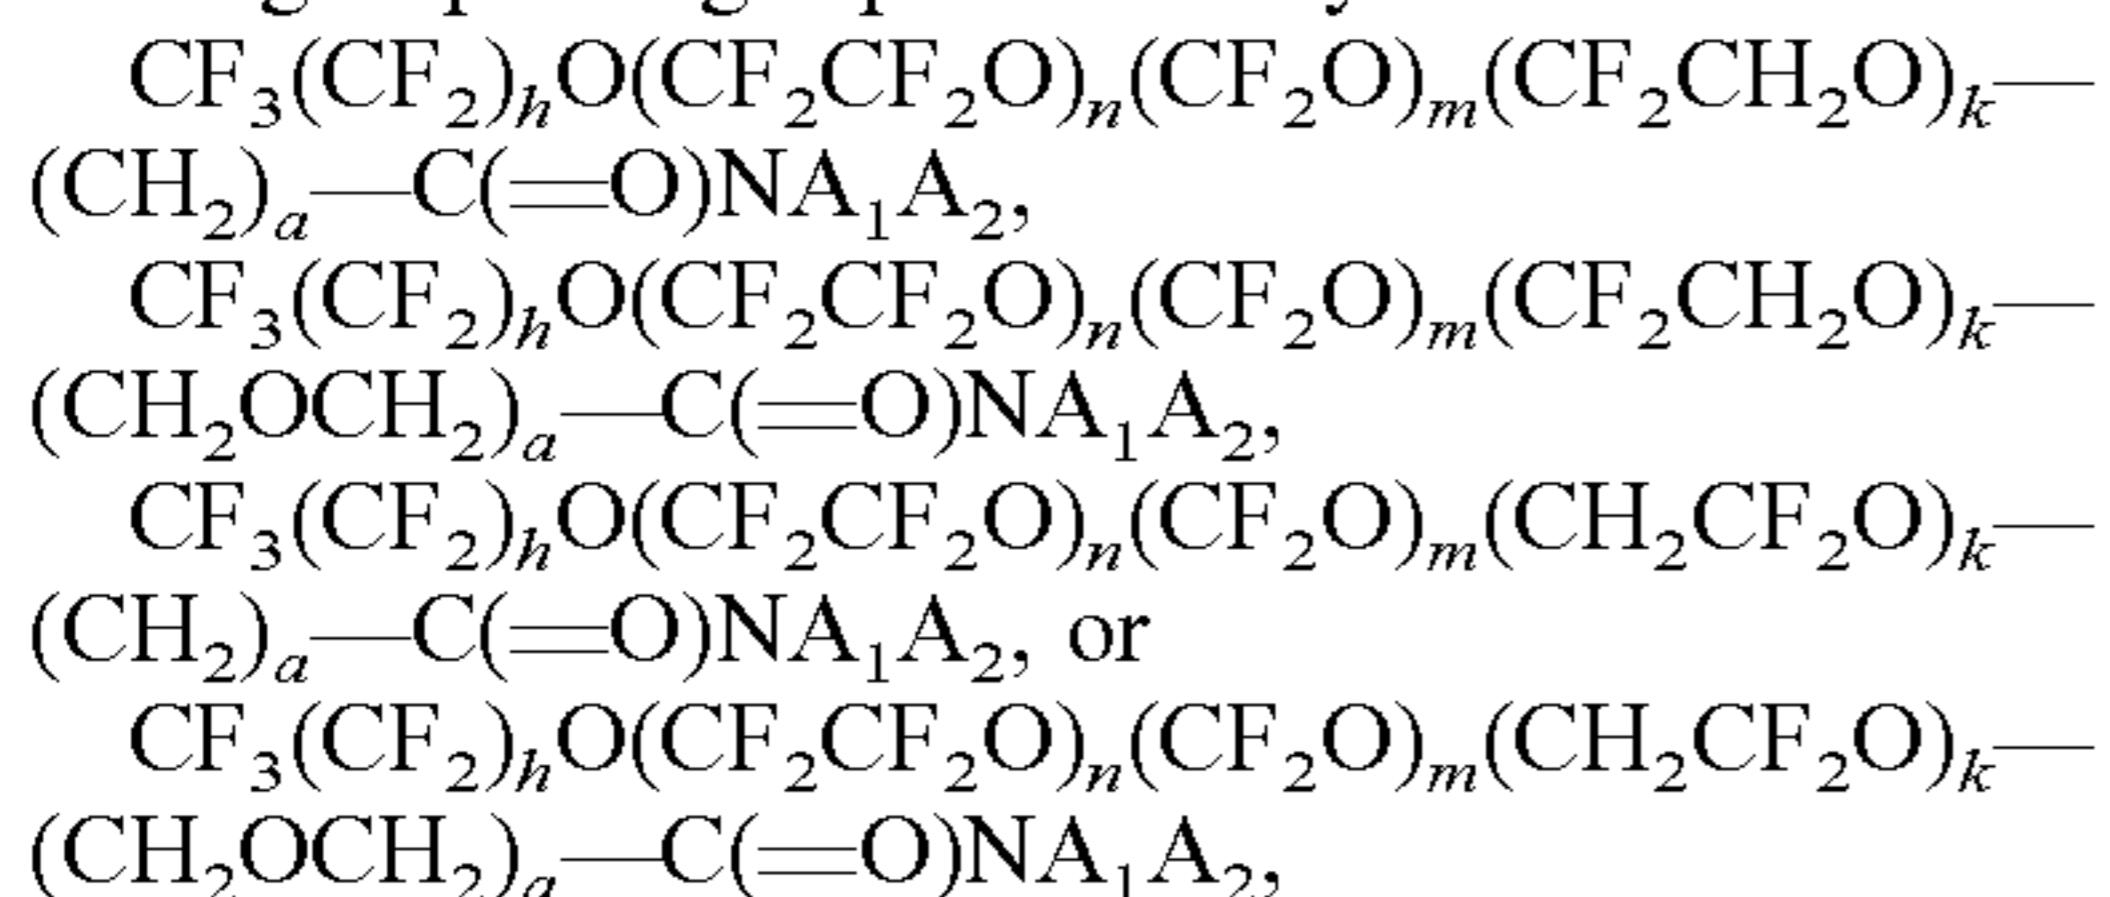 CF₃(CF₂)ₕO(CF₂CF₂O)ₙ(CF₂O)ₘ(CF₂CH₂O)ₖ—
(CH₂)ₐ—C(=O)NA₁A₂,
CF₃(CF₂)ₕO(CF₂CF₂O)ₙ(CF₂O)ₘ(CF₂CH₂O)ₖ—
(CH₂OCH₂)ₐ—C(=O)NA₁A₂,
CF₃(CF₂)ₕO(CF₂CF₂O)ₙ(CF₂O)ₘ(CH₂CF₂O)ₖ—
(CH₂)ₐ—C(=O)NA₁A₂, or
CF₃(CF₂)ₕO(CF₂CF₂O)ₙ(CF₂O)ₘ(CH₂CF₂O)ₖ—
(CH₂OCH₂)ₐ—C(=O)NA₁A₂,